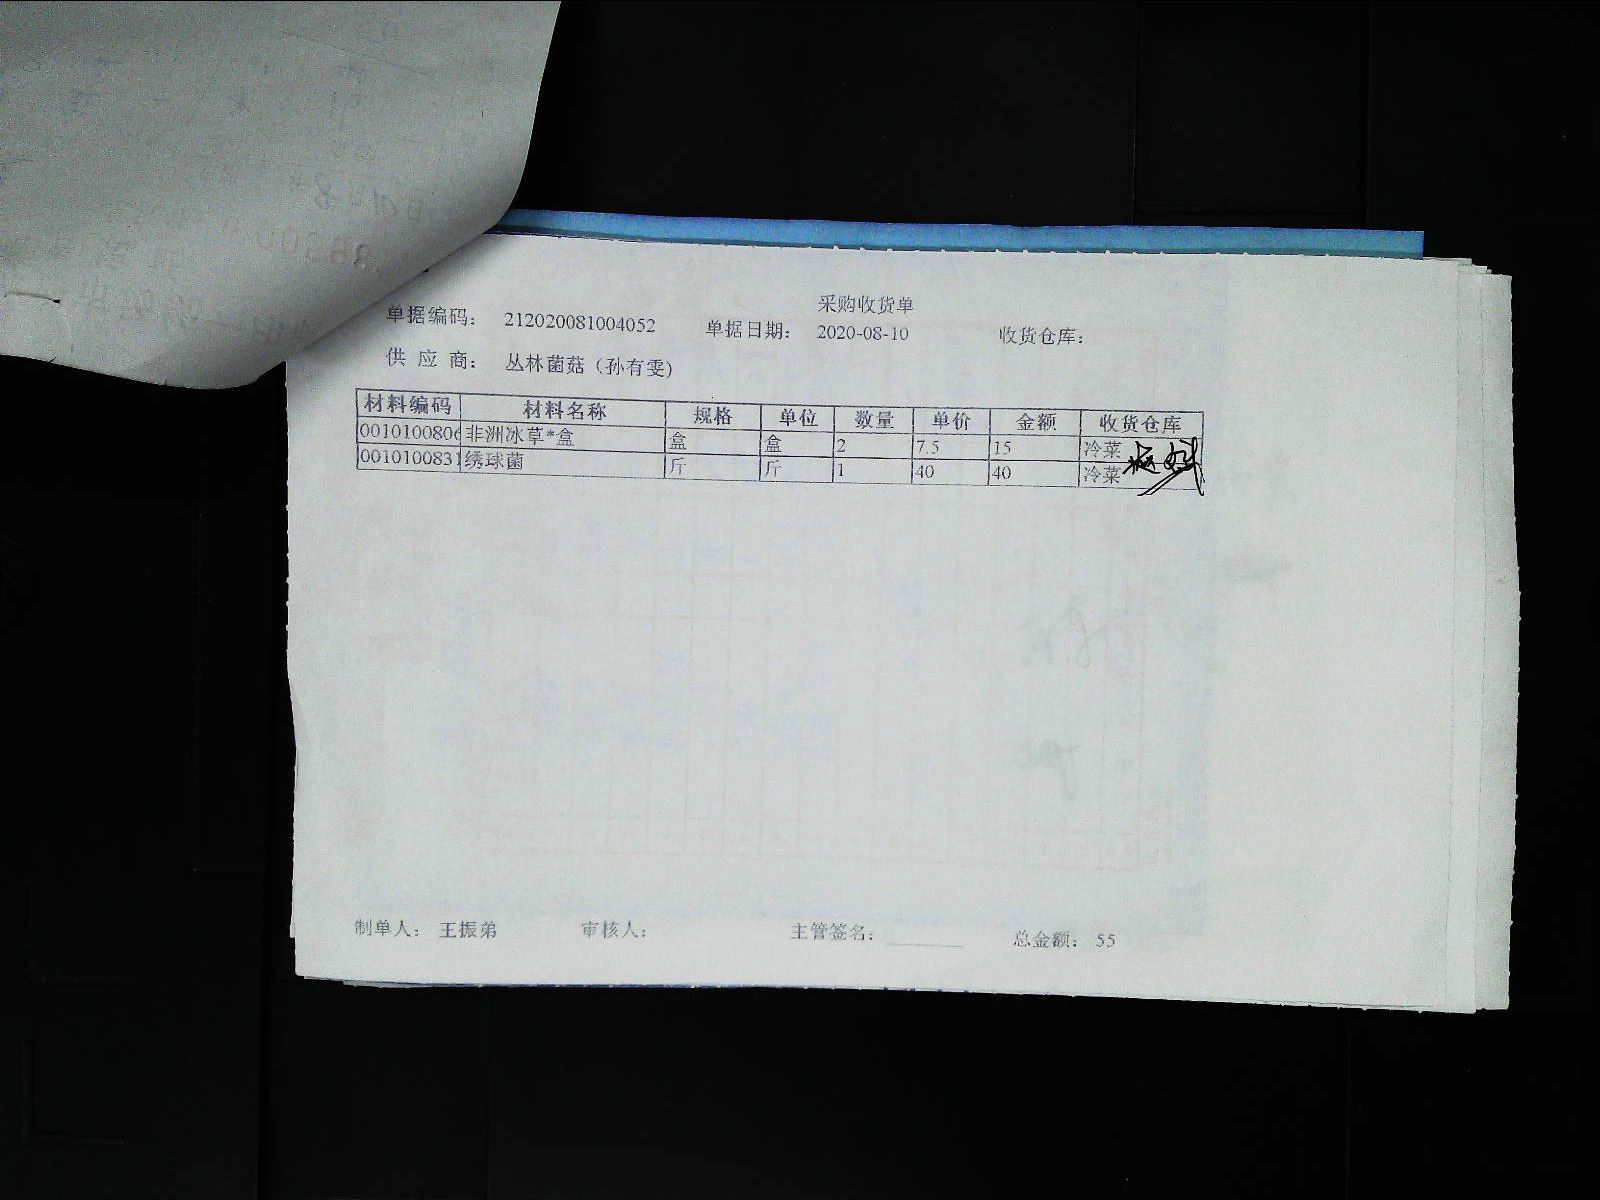 采购收货单
单据编码: 212020081004052 单据日期: 2020-08-10 收货仓库:
供 应 商: 丛林菌菇 (孙有雯)
材料编码 材料名称 规格 单位 数量 单价 金额 收货仓库
0010100806 非洲冰草*盒 盒 盒 2 7.5 15 冷菜
0010100831 绣球菌 斤 斤 1 40 40 冷菜
制单人: 王振弟 审核人: 主管签名: ______ 总金额: 55